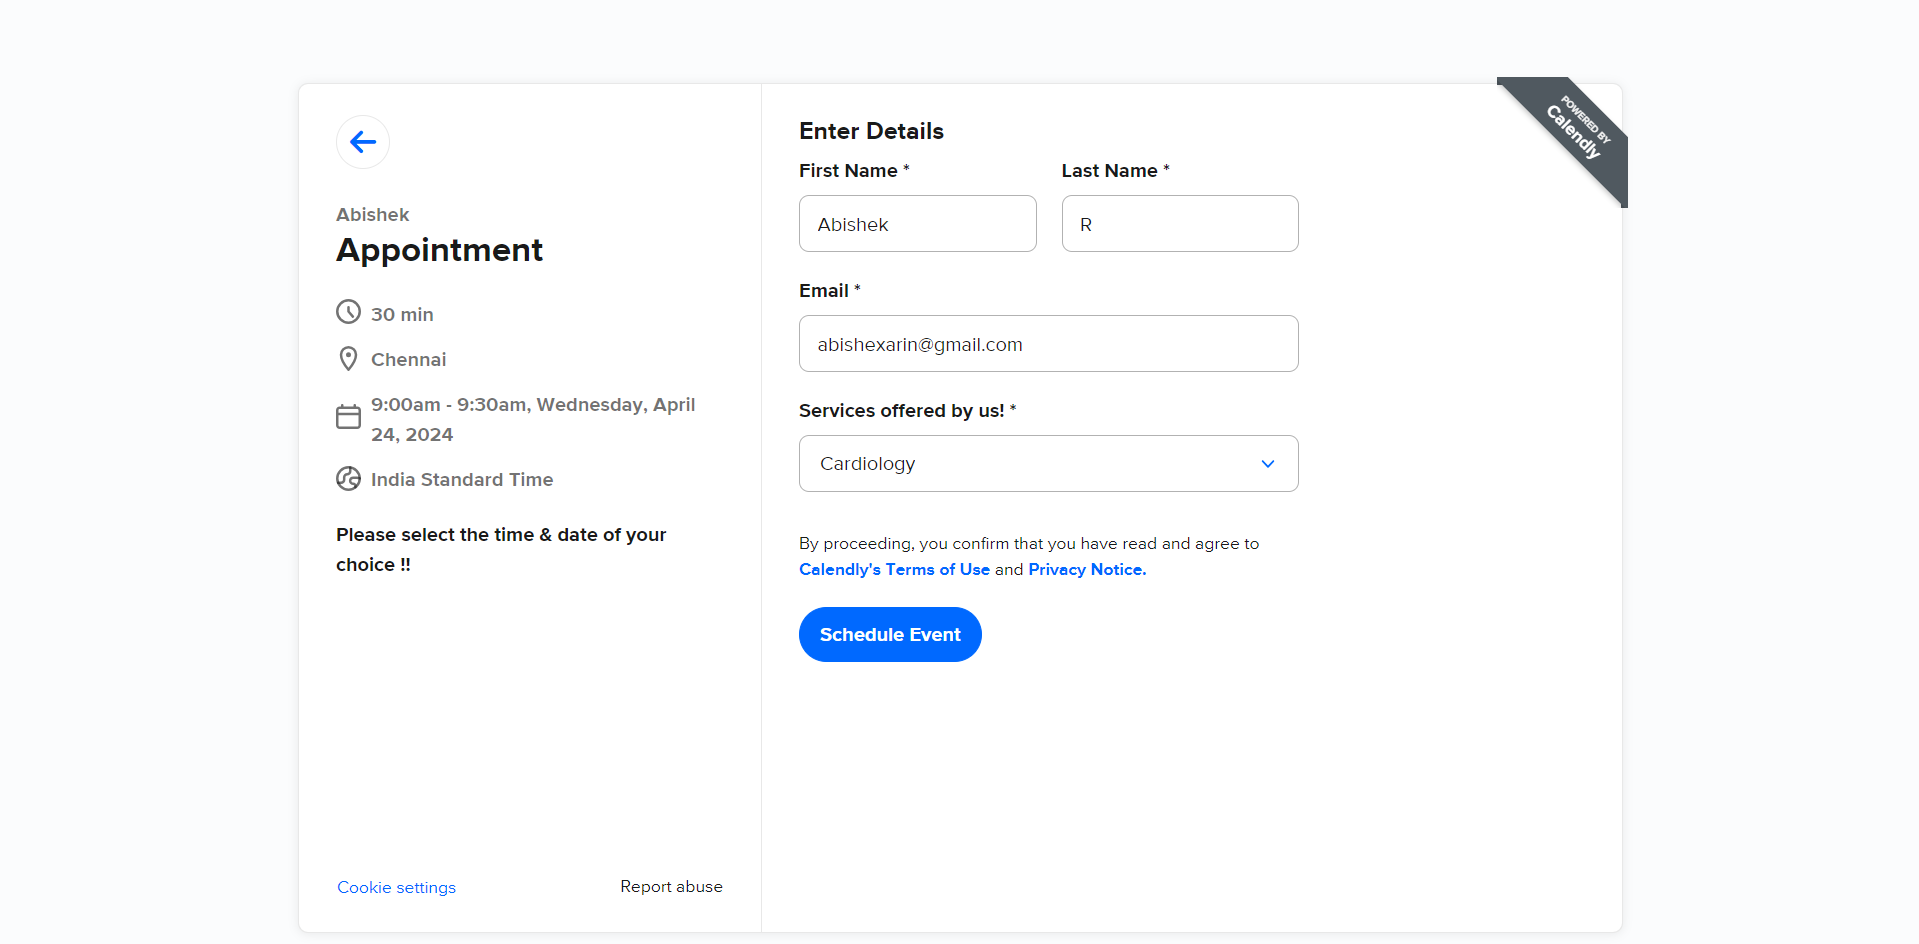 Abishek
Appointment
30 min
Chennai
9:00am - 9:30am, Wednesday, April
24, 2024
India Standard Time
Please select the time & date of your
choice !!
Cookie settings
Report abuse
Enter Details
First Name *
Last Name *
Abishek
R
Email *
abishexarin@gmail.com
Services offered by us! *
Cardiology
By proceeding, you confirm that you have read and agree to
Calendly's Terms of Use and Privacy Notice.
Schedule Event
POWERED BY
Calendly